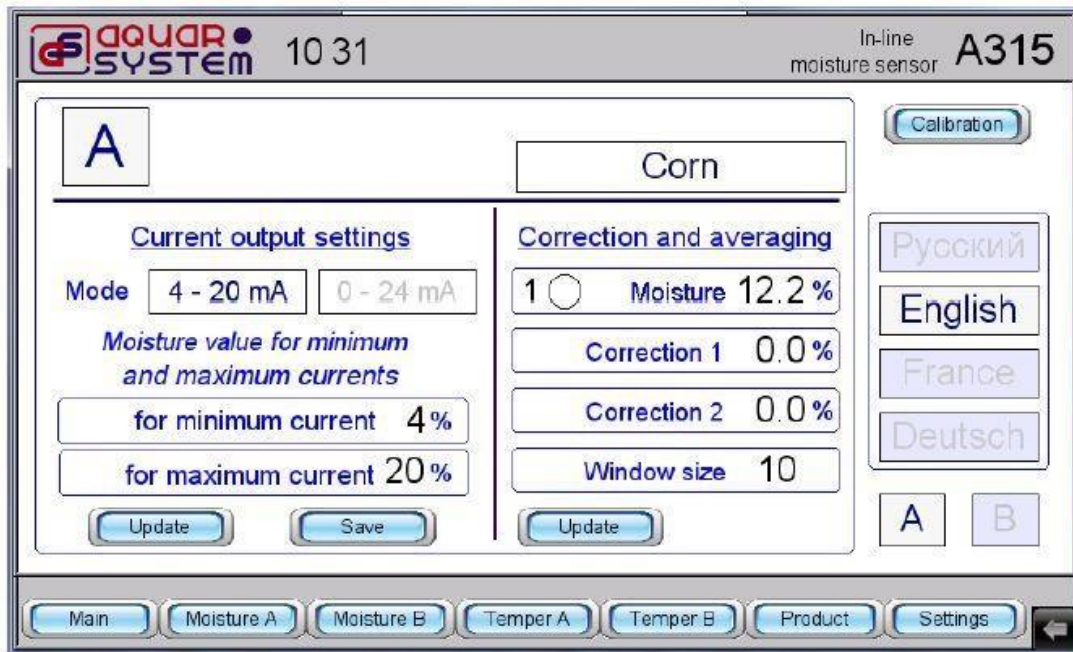 aquar
system
10 31
In-line
moisture sensor
A315
Calibration
A
Corn
Current output settings
Mode 4 - 20 mA 0 - 24 mA
Moisture value for minimum
and maximum currents
for minimum current 4 %
for maximum current 20 %
Update Save
Correction and averaging
1 Moisture 12.2 %
Correction 1 0.0 %
Correction 2 0.0 %
Window size 10
Update
Русский
English
France
Deutsch
A B
Main Moisture A Moisture B Temper A Temper B Product Settings